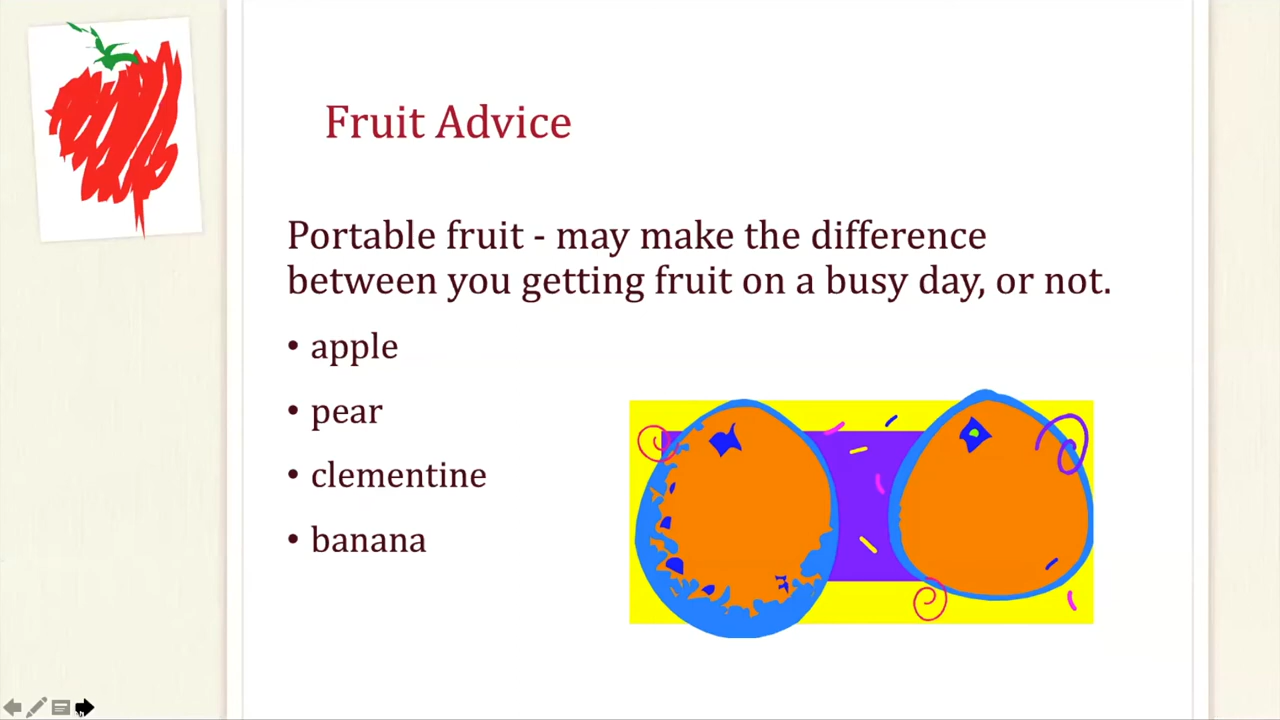 Fruit Advice
Portable fruit - may make the difference
between you getting fruit on a busy day, or not.
• apple
• pear
• clementine
• banana